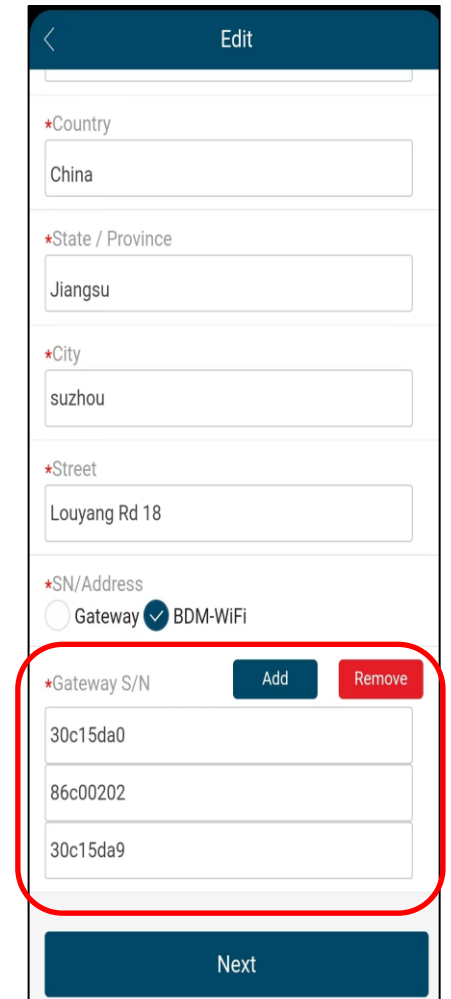 Edit
*Country
China
*State / Province
Jiangsu
*City
suzhou
*Street
Louyang Rd 18
*SN/Address
Gateway BDM-WiFi
*Gateway S/N Add Remove
30c15da0
86c00202
30c15da9
Next